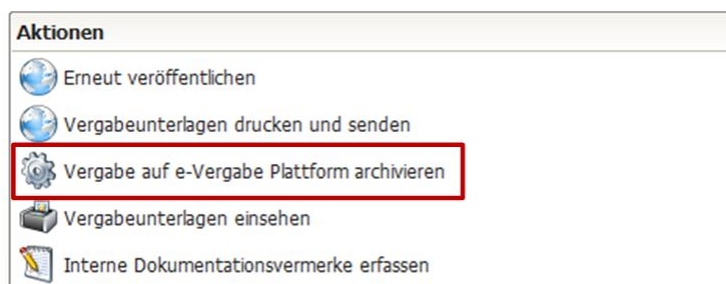 Aktionen
Erneut veröffentlichen
Vergabeunterlagen drucken und senden
Vergabe auf e-Vergabe Plattform archivieren
Vergabeunterlagen einsehen
Interne Dokumentationsvermerke erfassen